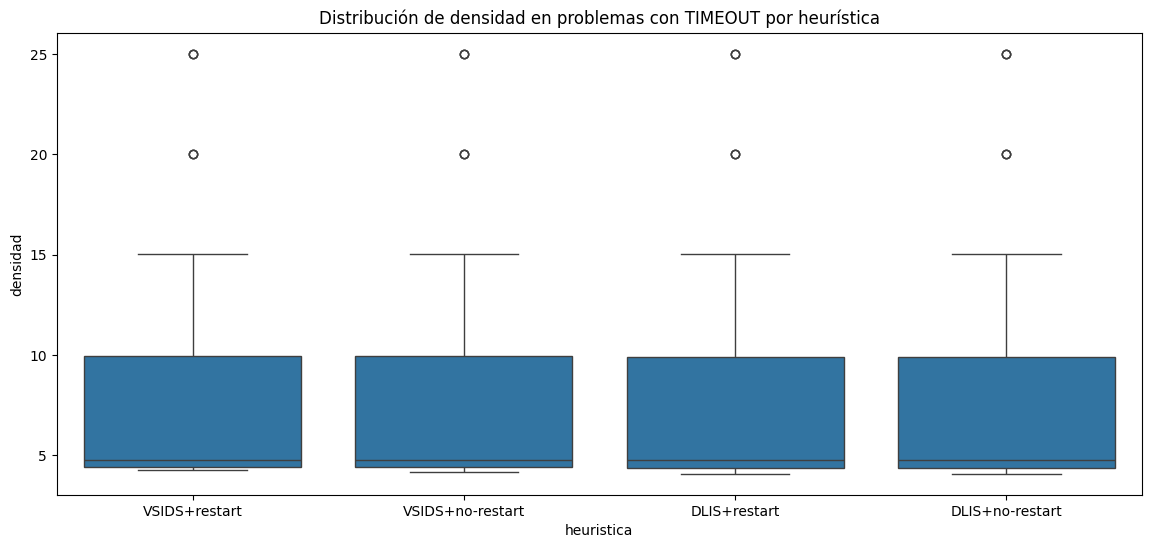 Distribución de densidad en problemas con TIMEOUT por heurística
densidad
25
20
15
10
5
VSIDS+restart
VSIDS+no-restart
DLIS+restart
DLIS+no-restart
heuristica